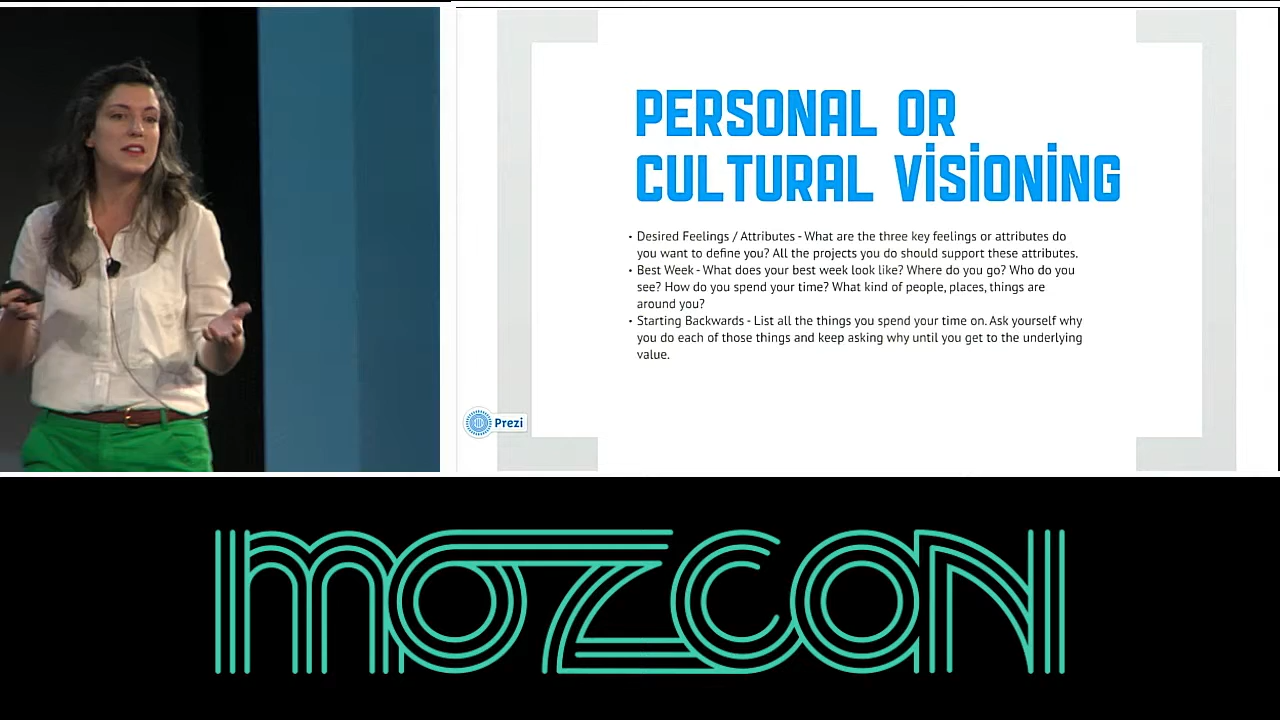 PERSONAL OR
CULTURAL VİSİONİNG
• Desired Feelings / Attributes - What are the three key feelings or attributes do
you want to define you? All the projects you do should support these attributes.
• Best Week - What does your best week look like? Where do you go? Who do you
see? How do you spend your time? What kind of people, places, things are
around you?
• Starting Backwards - List all the things you spend your time on. Ask yourself why
you do each of those things and keep asking why until you get to the underlying
value.
Prezi
mozcon